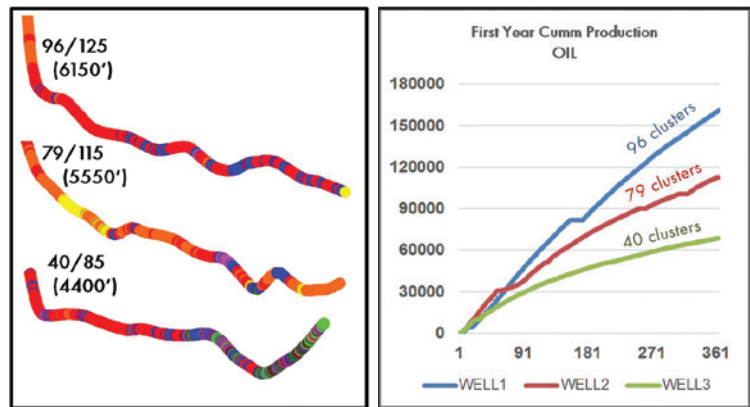 96/125
(6150')
79/115
(5550')
40/85
(4400')
First Year Cumm Production
OIL
180000
150000
120000
90000
60000
30000
0
96 clusters
79 clusters
40 clusters
1 91 181 271 361
WELL1 WELL2 WELL3